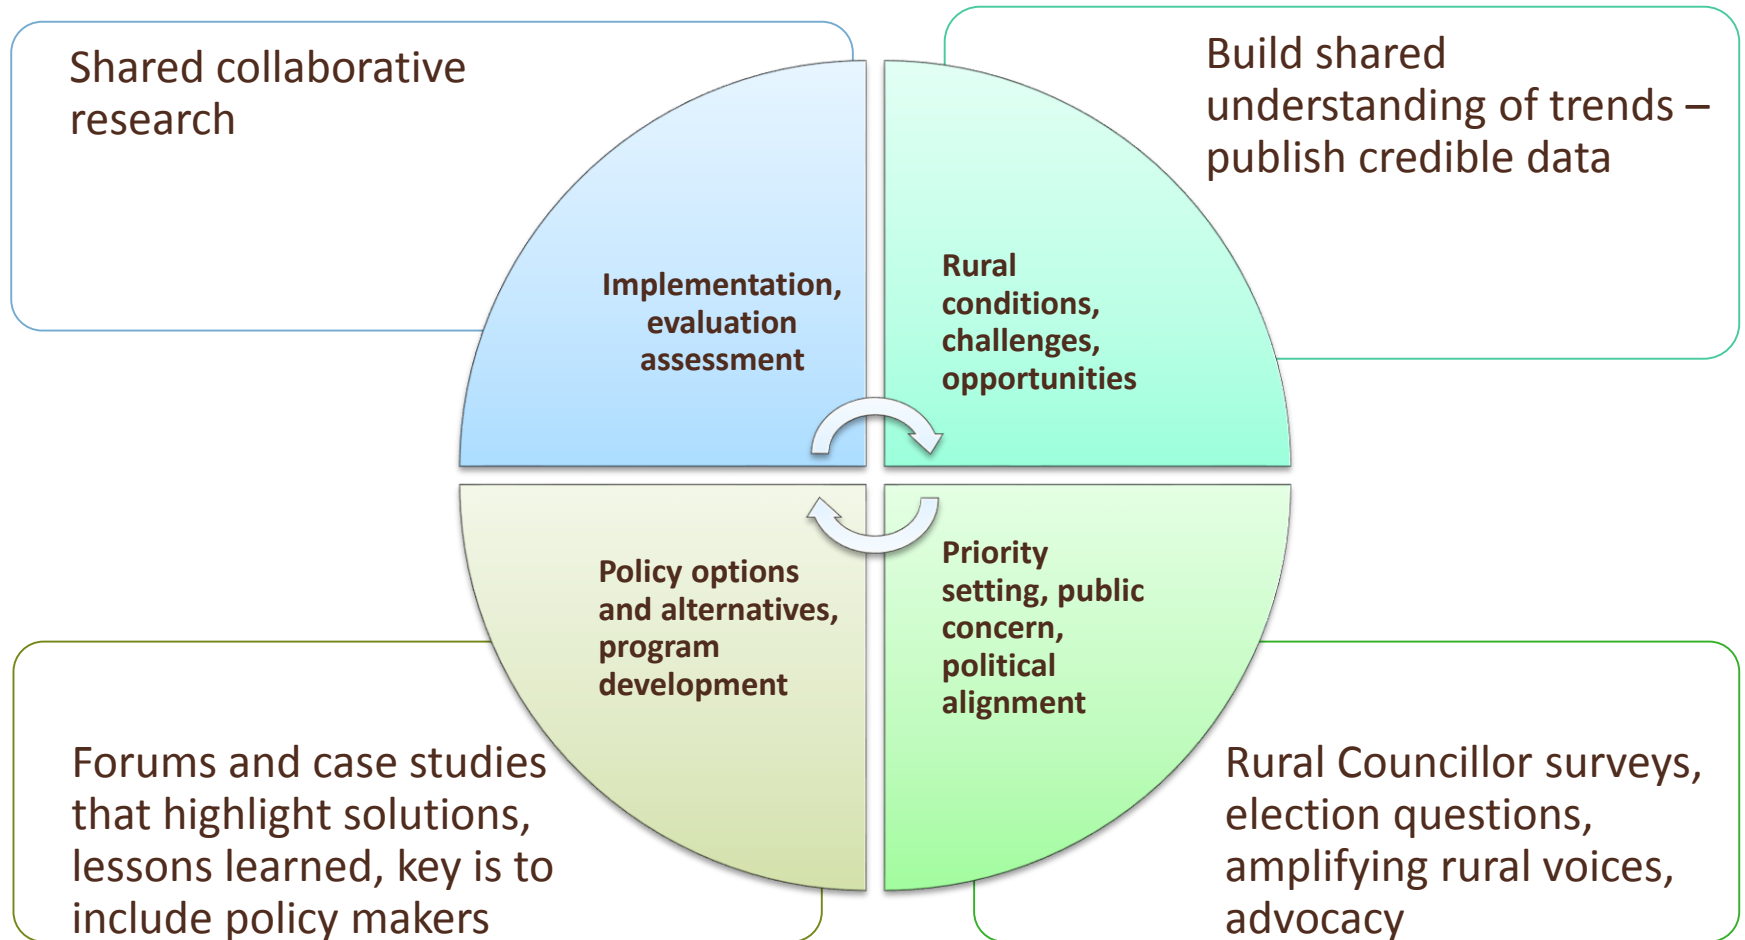 Shared collaborative
research
Build shared
understanding of trends –
publish credible data
Implementation,
evaluation
assessment
Rural
conditions,
challenges,
opportunities
Policy options
and alternatives,
program
development
Priority
setting, public
concern,
political
alignment
Forums and case studies
that highlight solutions,
lessons learned, key is to
include policy makers
Rural Councillor surveys,
election questions,
amplifying rural voices,
advocacy